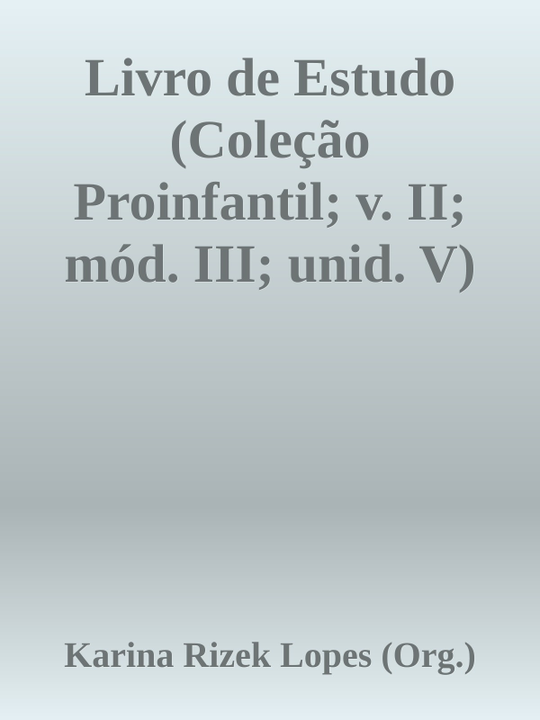 Livro de Estudo
(Coleção
Proinfantil; v. II;
mód. III; unid. V)
Karina Rizek Lopes (Org.)